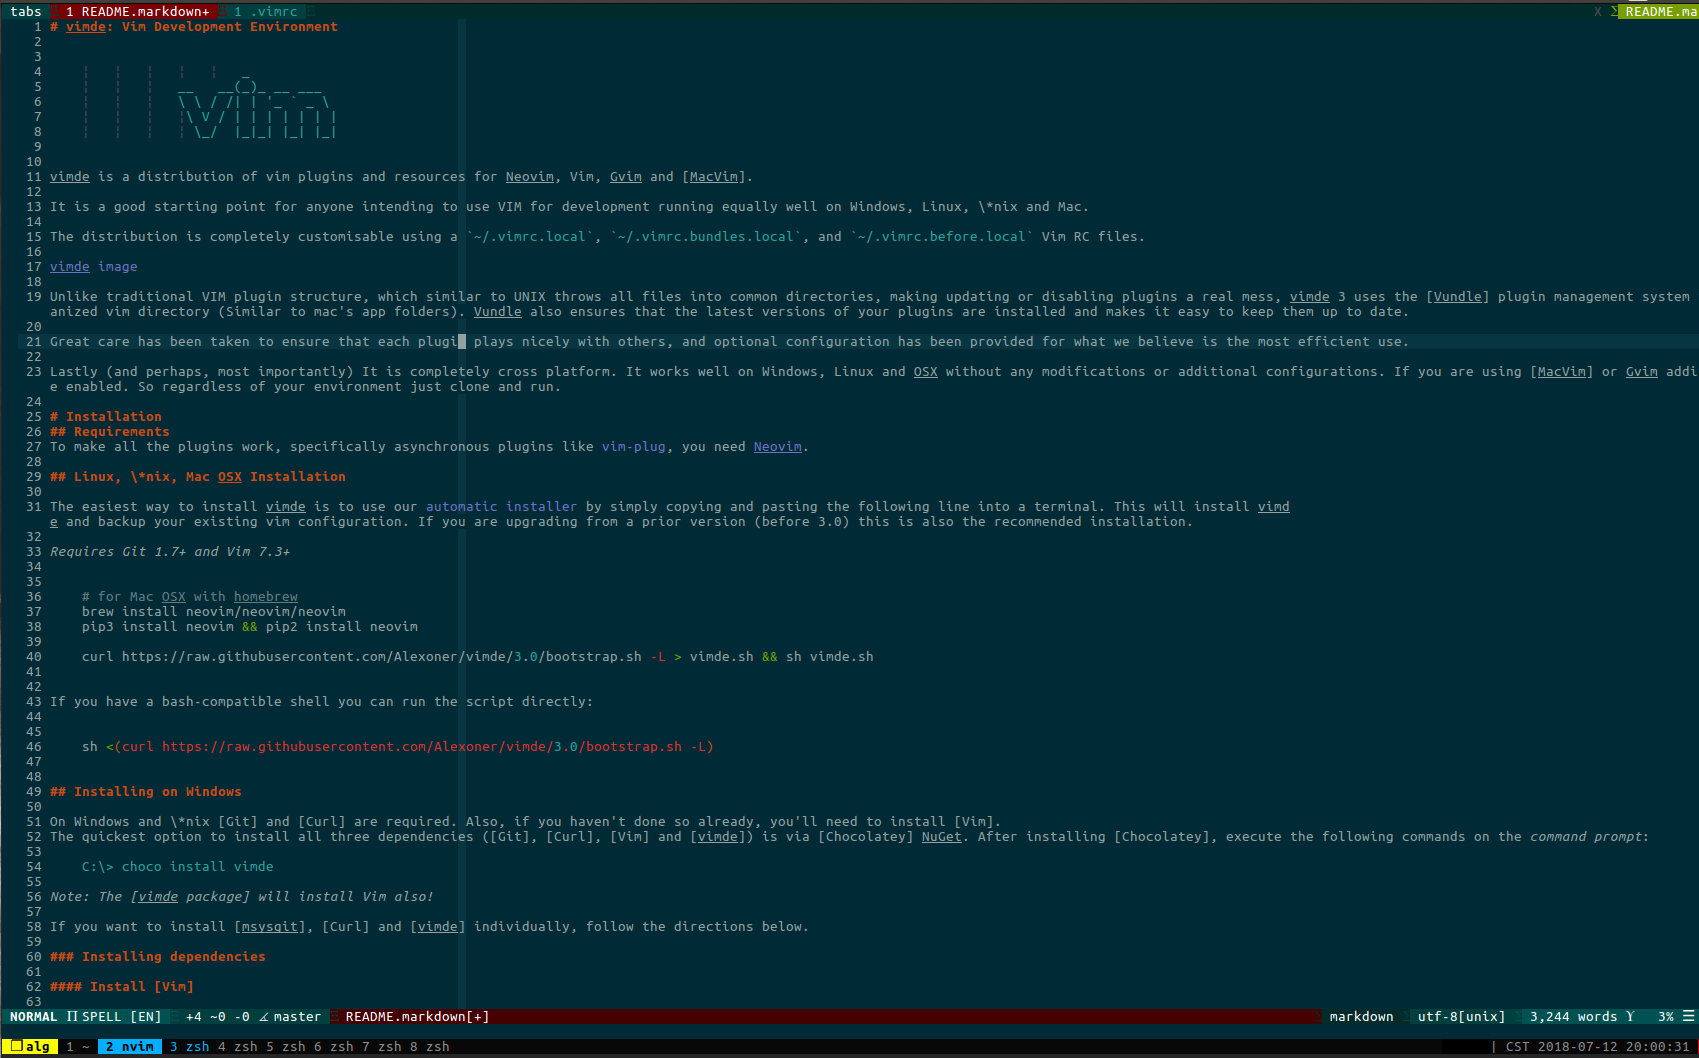 tabs 1 README.markdown+ 1 .vimrc X README.ma
1 # vimde: Vim Development Environment
2
3
4 ¦ ¦ ¦ ¦ ¦ _
5 ¦ ¦ ¦ __ __(_)_ __ ___
6 ¦ ¦ ¦ \ \ / /| | '_ ` _ \
7 ¦ ¦ ¦ ¦\ V / | | | | | | |
8 ¦ ¦ ¦ ¦ \_/ |_|_| |_| |_|
9
10
11 vimde is a distribution of vim plugins and resources for Neovim, Vim, Gvim and [MacVim].
12
13 It is a good starting point for anyone intending to use VIM for development running equally well on Windows, Linux, \*nix and Mac.
14
15 The distribution is completely customisable using a `~/.vimrc.local`, `~/.vimrc.bundles.local`, and `~/.vimrc.before.local` Vim RC files.
16
17 vimde image
18
19 Unlike traditional VIM plugin structure, which similar to UNIX throws all files into common directories, making updating or disabling plugins a real mess, vimde 3 uses the [Vundle] plugin management system
anized vim directory (Similar to mac's app folders). Vundle also ensures that the latest versions of your plugins are installed and makes it easy to keep them up to date.
20
21 Great care has been taken to ensure that each plugi plays nicely with others, and optional configuration has been provided for what we believe is the most efficient use.
22
23 Lastly (and perhaps, most importantly) It is completely cross platform. It works well on Windows, Linux and OSX without any modifications or additional configurations. If you are using [MacVim] or Gvim addi
e enabled. So regardless of your environment just clone and run.
24
25 # Installation
26 ## Requirements
27 To make all the plugins work, specifically asynchronous plugins like vim-plug, you need Neovim.
28
29 ## Linux, \*nix, Mac OSX Installation
30
31 The easiest way to install vimde is to use our automatic installer by simply copying and pasting the following line into a terminal. This will install vimd
e and backup your existing vim configuration. If you are upgrading from a prior version (before 3.0) this is also the recommended installation.
32
33 Requires Git 1.7+ and Vim 7.3+
34
35
36 # for Mac OSX with homebrew
37 brew install neovim/neovim/neovim
38 pip3 install neovim && pip2 install neovim
39
40 curl https://raw.githubusercontent.com/Alexoner/vimde/3.0/bootstrap.sh -L > vimde.sh && sh vimde.sh
41
42
43 If you have a bash-compatible shell you can run the script directly:
44
45
46 sh <(curl https://raw.githubusercontent.com/Alexoner/vimde/3.0/bootstrap.sh -L)
47
48
49 ## Installing on Windows
50
51 On Windows and \*nix [Git] and [Curl] are required. Also, if you haven't done so already, you'll need to install [Vim].
52 The quickest option to install all three dependencies ([Git], [Curl], [Vim] and [vimde]) is via [Chocolatey] NuGet. After installing [Chocolatey], execute the following commands on the command prompt:
53
54 C:\> choco install vimde
55
56 Note: The [vimde package] will install Vim also!
57
58 If you want to install [msysgit], [Curl] and [vimde] individually, follow the directions below.
59
60 ### Installing dependencies
61
62 #### Install [Vim]
63
NORMAL Π SPELL [EN] +4 ~0 -0 master README.markdown[+] markdown utf-8[unix] 3,244 words 3% ☰
alg 1 ~ 2 nvim 3 zsh 4 zsh 5 zsh 6 zsh 7 zsh 8 zsh | CST 2018-07-12 20:00:31